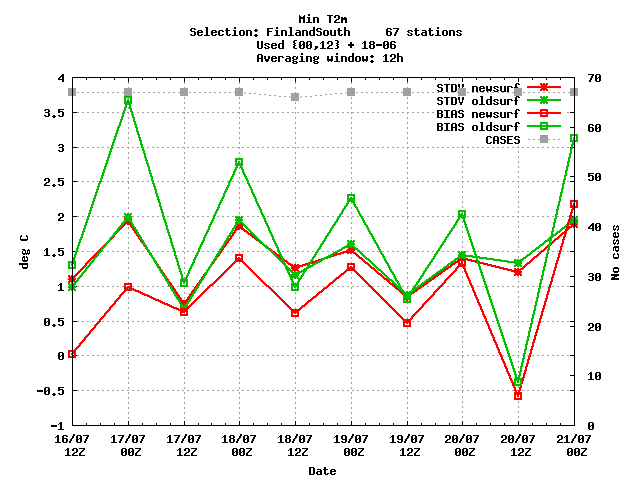 Min T2m
Selection: FinlandSouth 67 stations
Used {00,12} + 18-06
Averaging window: 12h
STDV newsurf
STDV oldsurf
BIAS newsurf
BIAS oldsurf
CASES
4
3.5
3
2.5
2
1.5
1
0.5
0
-0.5
-1
deg C
70
60
50
40
30
20
10
0
No cases
16/07 17/07 17/07 18/07 18/07 19/07 19/07 20/07 20/07 21/07
12Z 00Z 12Z 00Z 12Z 00Z 12Z 00Z 12Z 00Z
Date